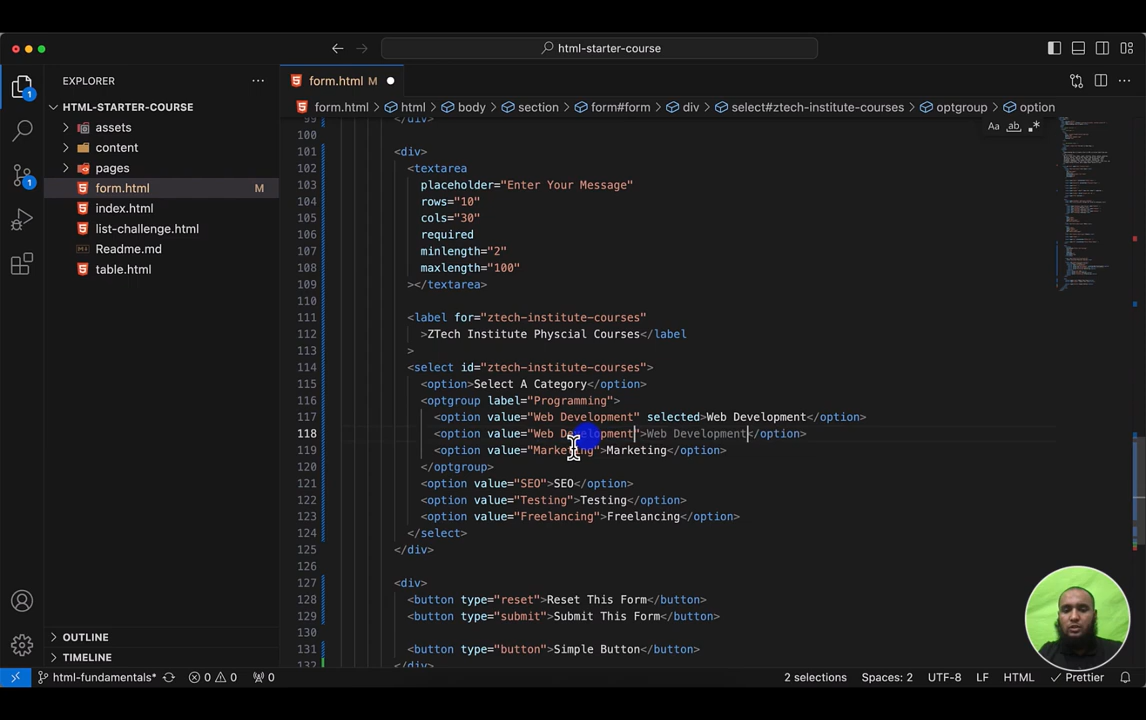 html-starter-course
EXPLORER
form.html M
form.html > html > body > section > form#form > div > select#ztech-institute-courses > optgroup > option
Aa ab .*
HTML-STARTER-COURSE
assets
content
pages
form.html M
index.html
list-challenge.html
Readme.md
table.html
OUTLINE
TIMELINE
1
1
99 </div>
100
101 <div>
102 <textarea
103 placeholder="Enter Your Message"
104 rows="10"
105 cols="30"
106 required
107 minlength="2"
108 maxlength="100"
109 ></textarea>
110
111 <label for="ztech-institute-courses"
112 >ZTech Institute Physcial Courses</label
113 >
114 <select id="ztech-institute-courses">
115 <option>Select A Category</option>
116 <optgroup label="Programming">
117 <option value="Web Development" selected>Web Development</option>
118 <option value="Web Development">Web Development</option>
119 <option value="Marketing">Marketing</option>
120 </optgroup>
121 <option value="SEO">SEO</option>
122 <option value="Testing">Testing</option>
123 <option value="Freelancing">Freelancing</option>
124 </select>
125 </div>
126
127 <div>
128 <button type="reset">Reset This Form</button>
129 <button type="submit">Submit This Form</button>
130
131 <button type="button">Simple Button</button>
132 </div>
html-fundamentals* 0 0 0 2 selections Spaces: 2 UTF-8 LF HTML Prettier